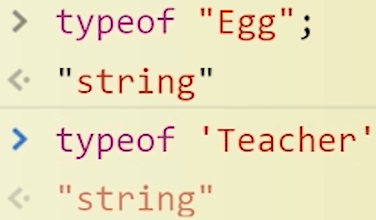 > typeof "Egg";
<· "string"
> typeof 'Teacher'
<· "string"